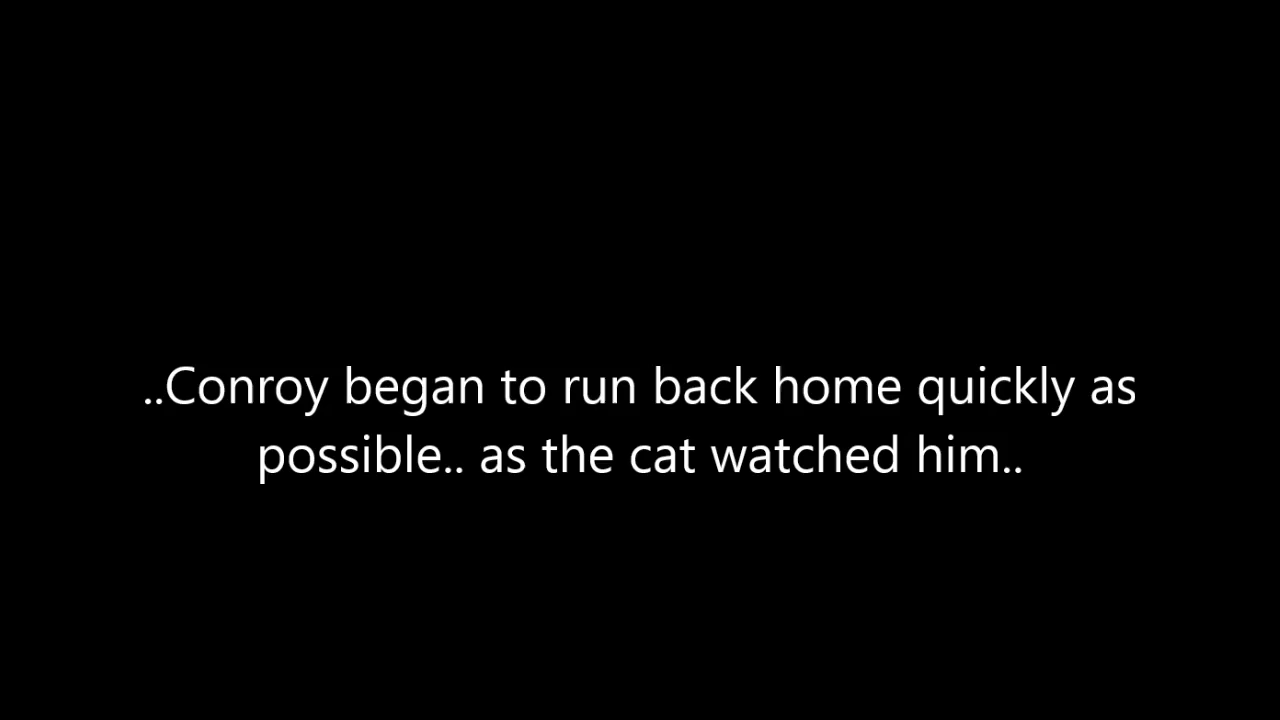 ..Conroy began to run back home quickly as
possible.. as the cat watched him..